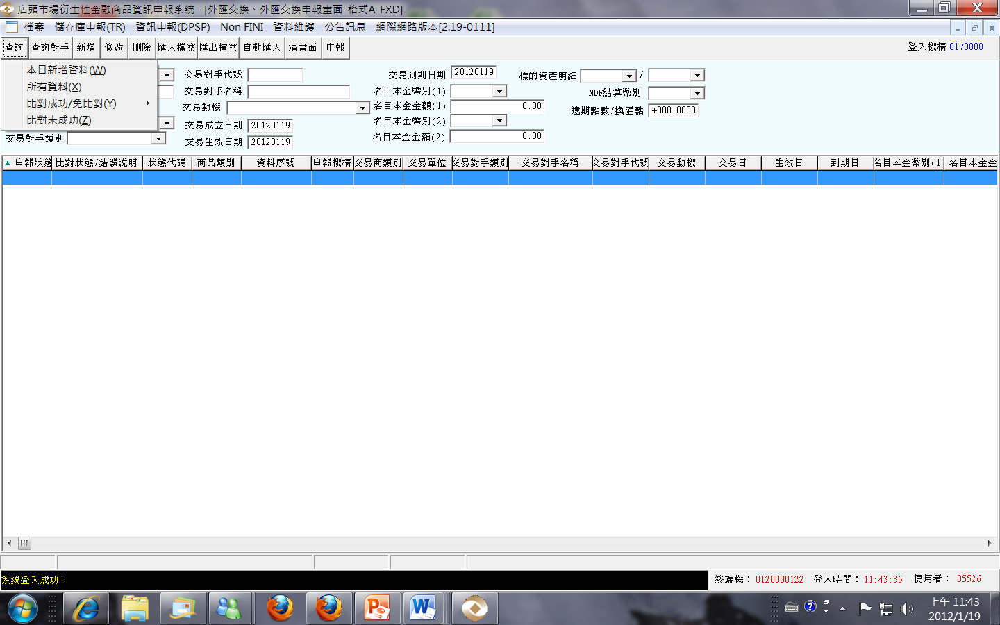 店頭市場衍生性金融商品資訊申報系統 - [外匯交換、外匯交換申報畫面-格式A-FXD]
檔案 儲存庫申報(TR) 資訊申報(DPSP) Non FINI 資料維護 公告訊息 網際網路版本[2.19-0111]
查詢 查詢對手 新增 修改 刪除 匯入檔案 匯出檔案 自動匯入 清畫面 申報 登入機構 0170000
本日新增資料(W)
所有資料(X)
比對成功/免比對(Y)
比對未成功(Z)
交易對手類別
交易對手代號
交易對手名稱
交易動機
交易成立日期 20120119
交易生效日期 20120119
交易到期日期 20120119
名目本金幣別(1)
名目本金金額(1) 0.00
名目本金幣別(2)
名目本金金額(2) 0.00
標的資產明細 /
NDF結算幣別
遠期點數/換匯點 +000.0000
申報狀態 比對狀態/錯誤說明 狀態代碼 商品類別 資料序號 申報機構 交易商類別 交易單位 交易對手類別 交易對手名稱 交易對手代號 交易動機 交易日 生效日 到期日 名目本金幣別(1) 名目本金金
系統登入成功!
終端機： 0120000122 登入時間： 11:43:35 使用者： 05526
上午 11:43
2012/1/19